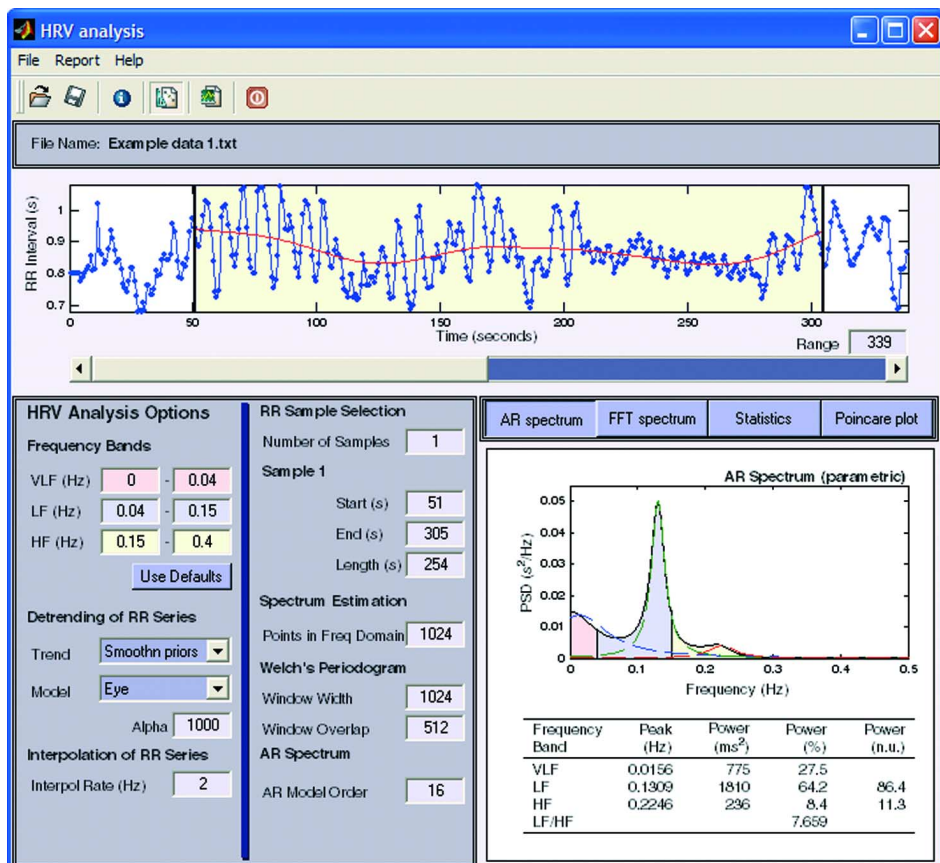 HRV analysis
File Report Help
File Name: Example data 1.txt
RR Interval (s)
1
0.9
0.8
0.7
0 50 100 150 200 250 300
Time (seconds)
Range 339
HRV Analysis Options
Frequency Bands
VLF (Hz) 0 - 0.04
LF (Hz) 0.04 - 0.15
HF (Hz) 0.15 - 0.4
Use Defaults
Detrending of RR Series
Trend Smoothn priors
Model Eye
Alpha 1000
Interpolation of RR Series
Interpol Rate (Hz) 2
RR Sample Selection
Number of Samples 1
Sample 1
Start (s) 51
End (s) 305
Length (s) 254
Spectrum Estimation
Points in Freq Domain 1024
Welch's Periodogram
Window Width 1024
Window Overlap 512
AR Spectrum
AR Model Order 16
AR spectrum FFT spectrum Statistics Poincare plot
AR Spectrum (parametric)
PSD (s²/Hz)
0.05
0.04
0.03
0.02
0.01
0
0 0.1 0.2 0.3 0.4 0.5
Frequency (Hz)
Frequency Peak Power Power Power
Band (Hz) (ms²) (%) (n.u.)
VLF 0.0156 775 27.5
LF 0.1309 1810 64.2 86.4
HF 0.2246 236 8.4 11.3
LF/HF 7.659